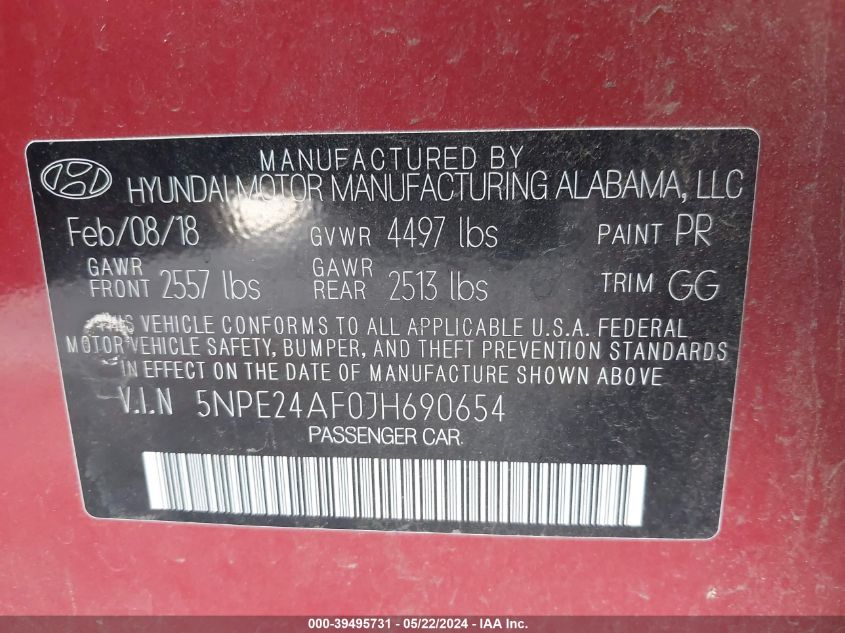 MANUFACTURED BY
HYUNDAI MOTOR MANUFACTURING ALABAMA, LLC
Feb/08/18 GVWR 4497 lbs PAINT PR
GAWR FRONT 2557 lbs GAWR REAR 2513 lbs TRIM GG
THIS VEHICLE CONFORMS TO ALL APPLICABLE U.S.A. FEDERAL
MOTOR VEHICLE SAFETY, BUMPER, AND THEFT PREVENTION STANDARDS
IN EFFECT ON THE DATE OF MANUFACTURE SHOWN ABOVE
V.I.N 5NPE24AF0JH690654
PASSENGER CAR
000-39495731 - 05/22/2024 - IAA Inc.